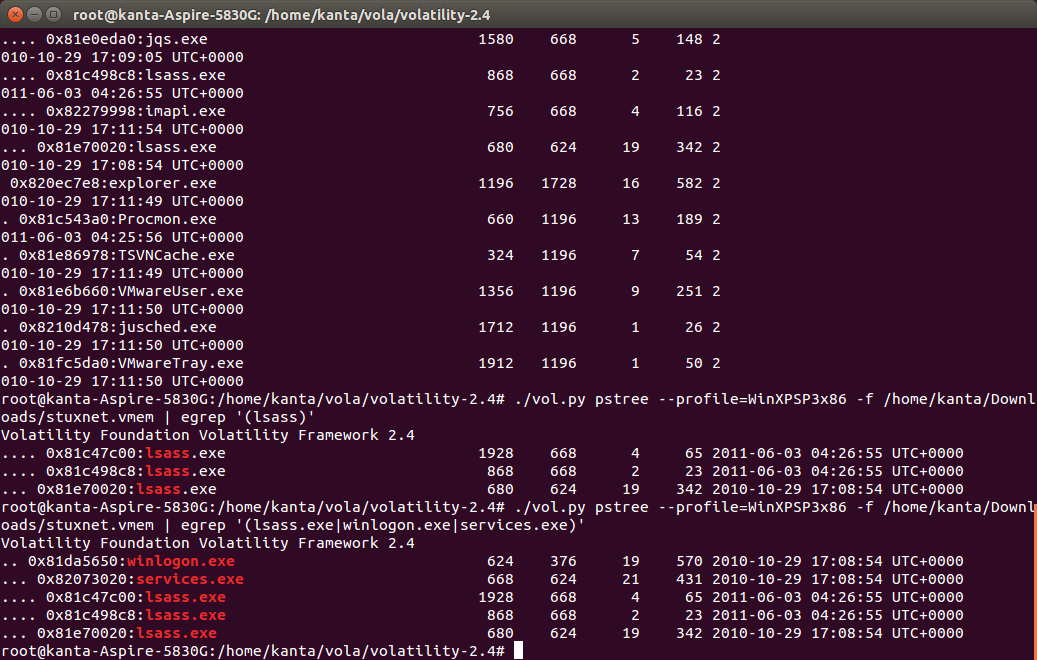 root@kanta-Aspire-5830G: /home/kanta/vola/volatility-2.4
.... 0x81e0eda0:jqs.exe 1580 668 5 148 2
010-10-29 17:09:05 UTC+0000
.... 0x81c498c8:lsass.exe 868 668 2 23 2
011-06-03 04:26:55 UTC+0000
.... 0x82279998:imapi.exe 756 668 4 116 2
010-10-29 17:11:54 UTC+0000
... 0x81e70020:lsass.exe 680 624 19 342 2
010-10-29 17:08:54 UTC+0000
0x820ec7e8:explorer.exe 1196 1728 16 582 2
010-10-29 17:11:49 UTC+0000
. 0x81c543a0:Procmon.exe 660 1196 13 189 2
011-06-03 04:25:56 UTC+0000
. 0x81e86978:TSVNCache.exe 324 1196 7 54 2
010-10-29 17:11:49 UTC+0000
. 0x81e6b660:VMwareUser.exe 1356 1196 9 251 2
010-10-29 17:11:50 UTC+0000
. 0x8210d478:jusched.exe 1712 1196 1 26 2
010-10-29 17:11:50 UTC+0000
. 0x81fc5da0:VMwareTray.exe 1912 1196 1 50 2
010-10-29 17:11:50 UTC+0000
root@kanta-Aspire-5830G:/home/kanta/vola/volatility-2.4# ./vol.py pstree --profile=WinXPSP3x86 -f /home/kanta/Downl
oads/stuxnet.vmem | egrep '(lsass)'
Volatility Foundation Volatility Framework 2.4
.... 0x81c47c00:lsass.exe 1928 668 4 65 2011-06-03 04:26:55 UTC+0000
.... 0x81c498c8:lsass.exe 868 668 2 23 2011-06-03 04:26:55 UTC+0000
... 0x81e70020:lsass.exe 680 624 19 342 2010-10-29 17:08:54 UTC+0000
root@kanta-Aspire-5830G:/home/kanta/vola/volatility-2.4# ./vol.py pstree --profile=WinXPSP3x86 -f /home/kanta/Downl
oads/stuxnet.vmem | egrep '(lsass.exe|winlogon.exe|services.exe)'
Volatility Foundation Volatility Framework 2.4
.. 0x81da5650:winlogon.exe 624 376 19 570 2010-10-29 17:08:54 UTC+0000
... 0x82073020:services.exe 668 624 21 431 2010-10-29 17:08:54 UTC+0000
.... 0x81c47c00:lsass.exe 1928 668 4 65 2011-06-03 04:26:55 UTC+0000
.... 0x81c498c8:lsass.exe 868 668 2 23 2011-06-03 04:26:55 UTC+0000
... 0x81e70020:lsass.exe 680 624 19 342 2010-10-29 17:08:54 UTC+0000
root@kanta-Aspire-5830G:/home/kanta/vola/volatility-2.4#